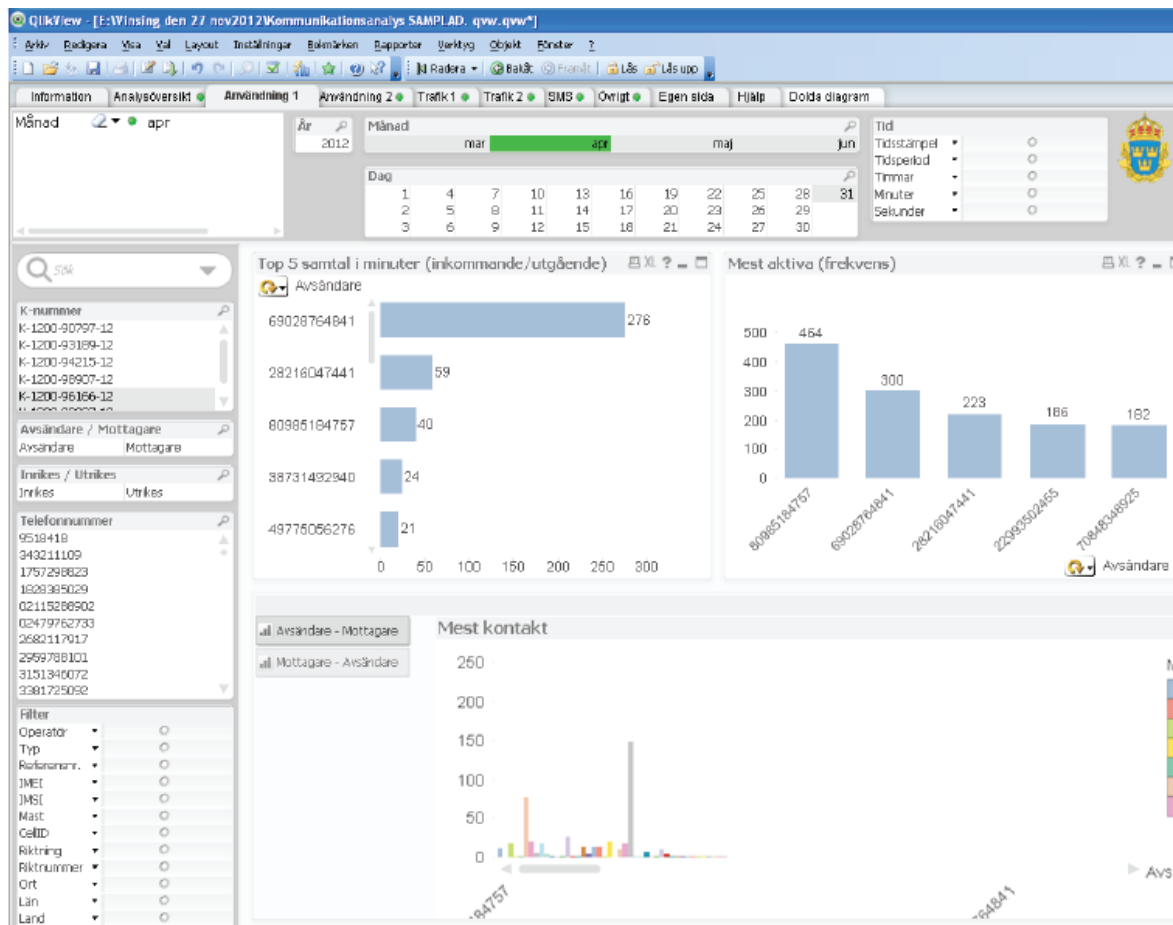 QlikView - [E:\Vinsing den 27 nov2012\Kommunikationsanalys SAMPLAD. qvw.qvw*]
Arkiv Redigera Visa Val Layout Inställningar Bokmärken Rapporter Verktyg Objekt Fönster ?
Radera Bakåt Framåt Lås Lås upp
Information Analysöversikt Användning 1 Användning 2 Trafik 1 Trafik 2 SMS Övrigt Egen sida Hjälp Dolda diagram
Månad apr
År
2012
Månad
mar apr maj jun
Dag
1 4 7 10 13 16 19 22 25 28 31
2 5 8 11 14 17 20 23 26 29
3 6 9 12 15 18 21 24 27 30
Tid
Tidsstämpel
Tidsperiod
Timmar
Minuter
Sekunder
Sök
K-nummer
K-1200-90797-12
K-1200-93189-12
K-1200-94215-12
K-1200-98907-12
K-1200-96166-12
Avsändare / Mottagare
Avsändare Mottagare
Inrikes / Utrikes
Inrikes Utrikes
Telefonnummer
9518418
343211109
1757298823
1828385029
02115288902
02479762733
2682117917
2959788101
3151346072
3381725092
Filter
Operatör
Typ
Referensnr.
IMEI
IMSI
Mast
CellID
Riktning
Riktnummer
Ort
Län
Land
Top 5 samtal i minuter (inkommande/utgående) XL ?
Avsändare
69028764841 276
28216047441 59
80985184757 40
38731492940 24
49775056276 21
0 50 100 150 200 250 300
Mest aktiva (frekvens) XL ?
500
400
300
200
100
0
464 300 223 186 182
80985184757 69028764841 28216047441 22993502465 70848348925
Avsändare
Avsändare - Mottagare
Mottagare - Avsändare
Mest kontakt
250
200
150
100
50
0
184757 764841
M
Avs